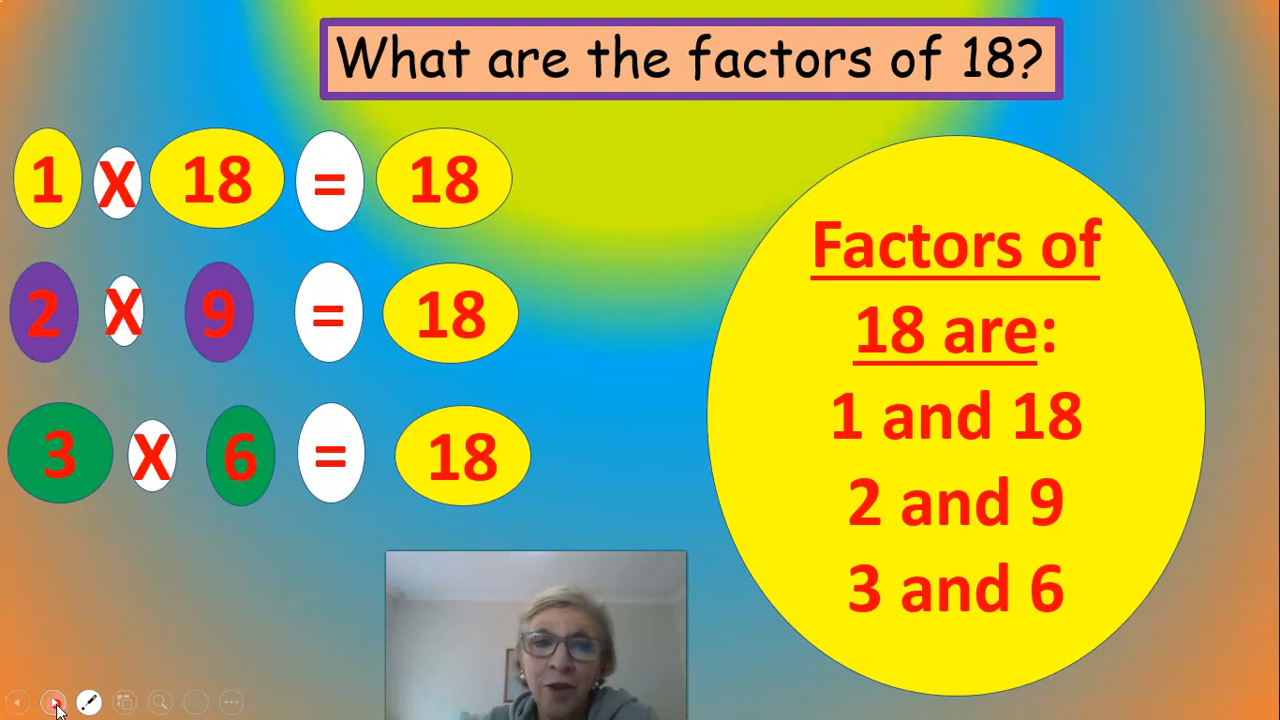 What are the factors of 18?
1 X 18 = 18
2 X 9 = 18
3 X 6 = 18
Factors of
18 are:
1 and 18
2 and 9
3 and 6